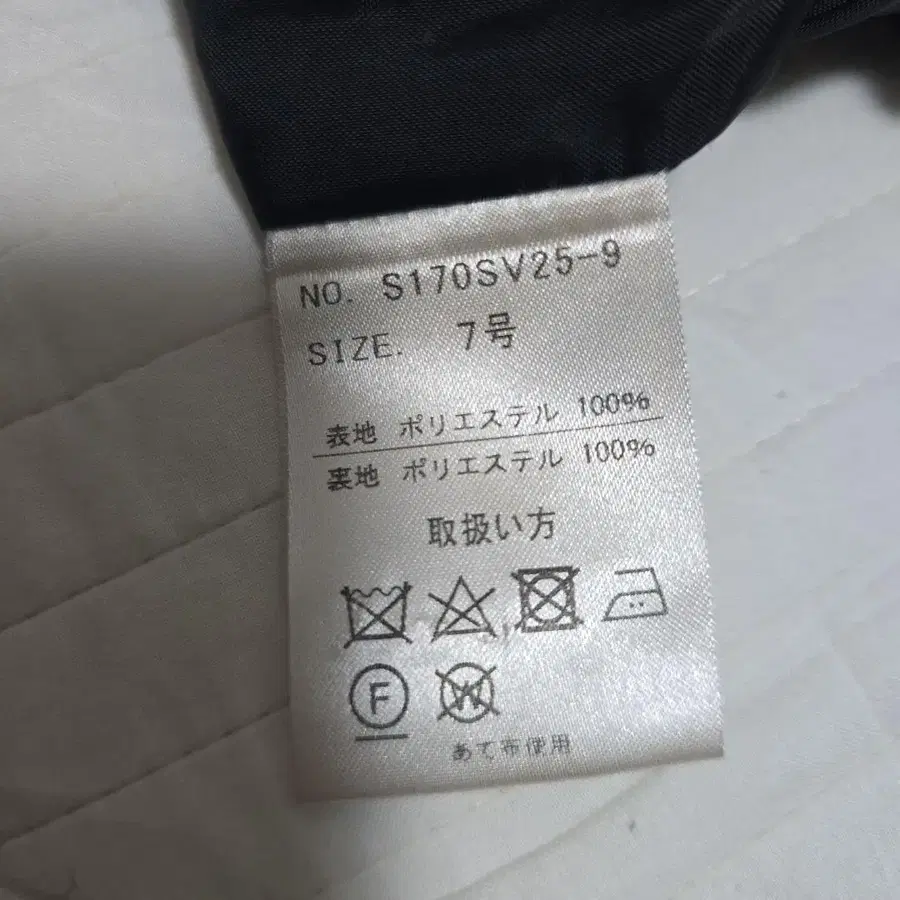 NO. S170SV25-9
SIZE. 7号
表地 ポリエステル 100%
裏地 ポリエステル 100%
取扱い方
F W
あて布使用